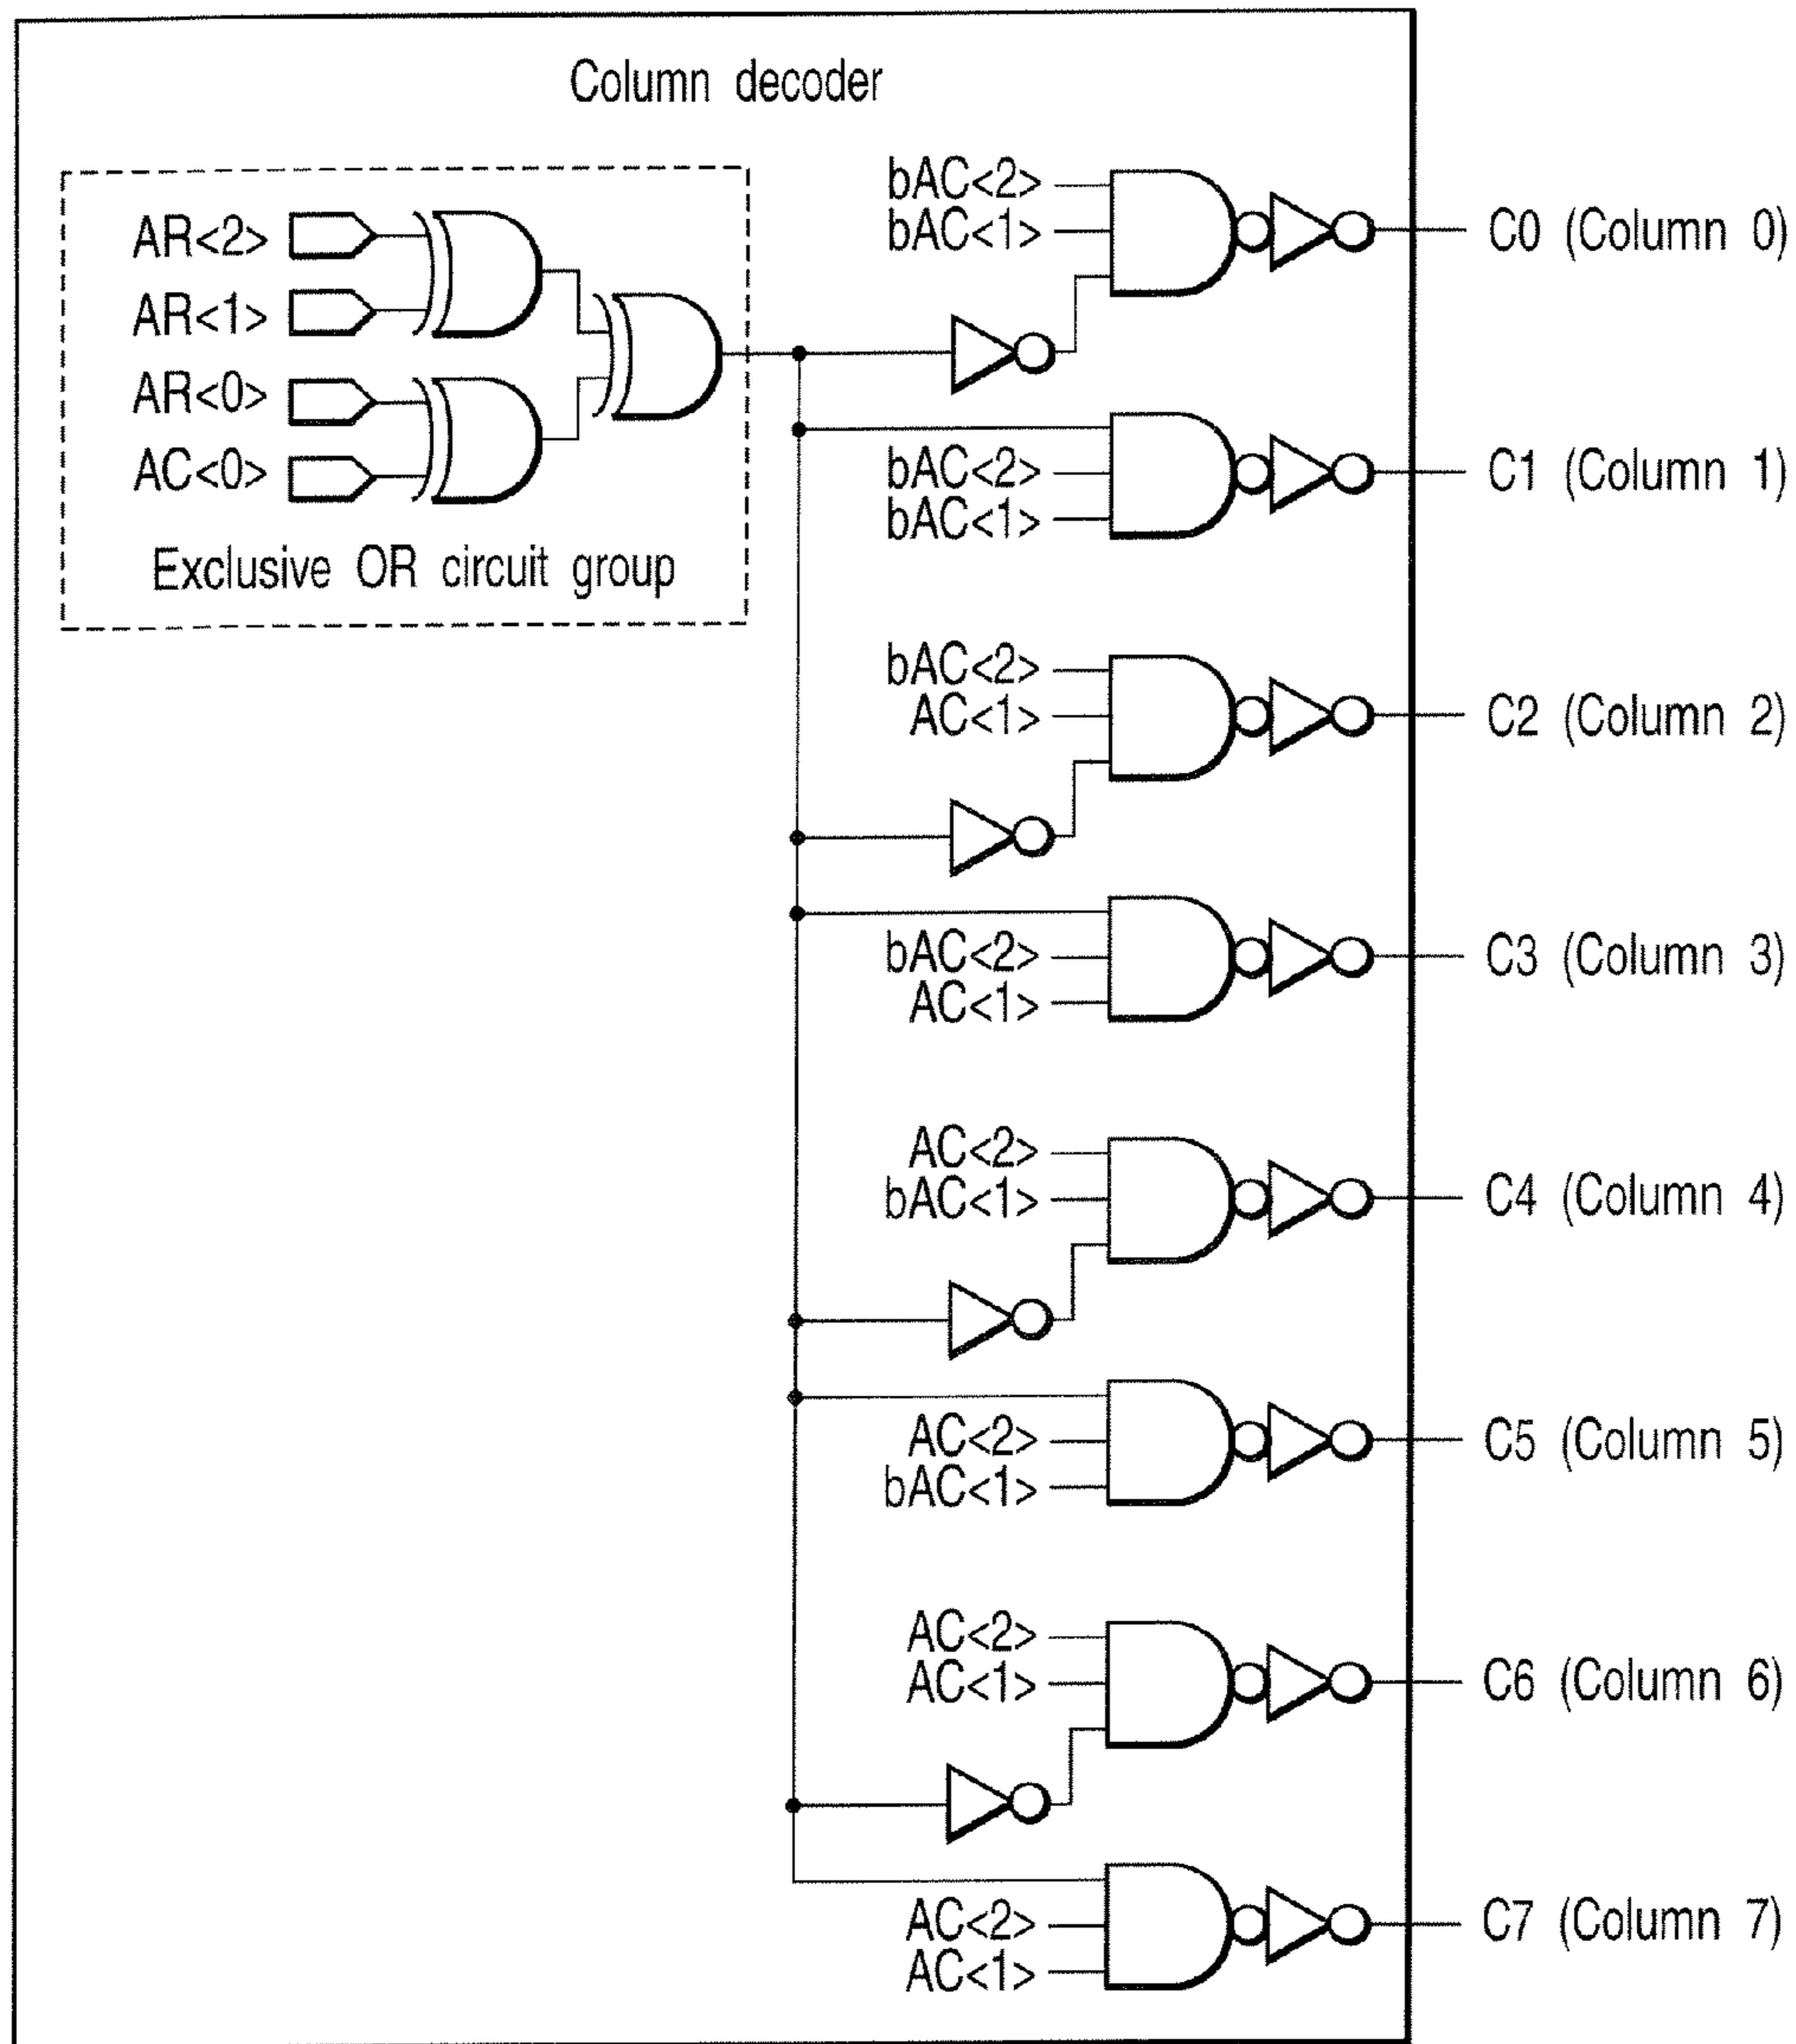 Column decoder
AR<2>
AR<1>
AR<0>
AC<0>
Exclusive OR circuit group
bAC<2>
bAC<1>
C0 (Column 0)
bAC<2>
bAC<1>
C1 (Column 1)
bAC<2>
AC<1>
C2 (Column 2)
bAC<2>
AC<1>
C3 (Column 3)
AC<2>
bAC<1>
C4 (Column 4)
AC<2>
bAC<1>
C5 (Column 5)
AC<2>
AC<1>
C6 (Column 6)
AC<2>
AC<1>
C7 (Column 7)